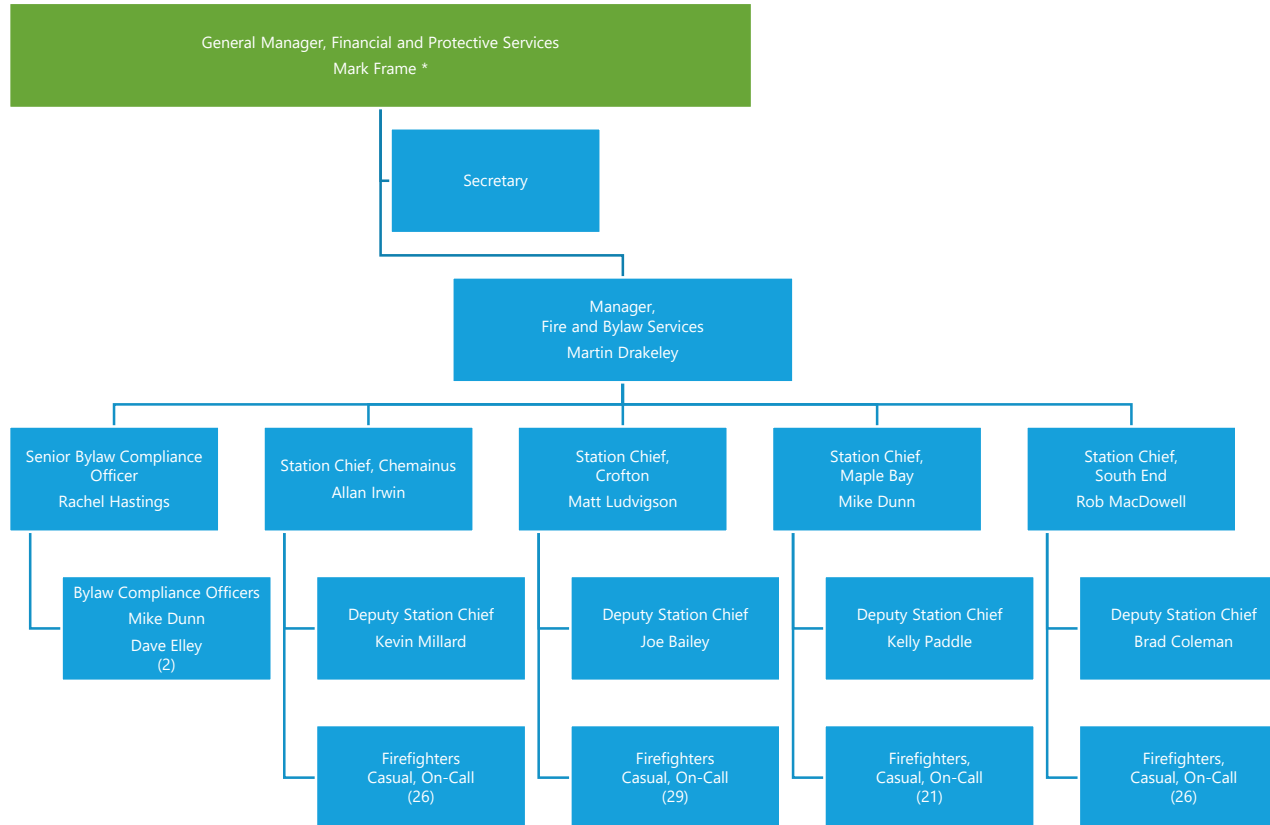 General Manager, Financial and Protective Services
Mark Frame *
Secretary
Manager,
Fire and Bylaw Services
Martin Drakeley
Senior Bylaw Compliance
Officer
Rachel Hastings
Station Chief, Chemainus
Allan Irwin
Station Chief,
Crofton
Matt Ludvigson
Station Chief,
Maple Bay
Mike Dunn
Station Chief,
South End
Rob MacDowell
Bylaw Compliance Officers
Mike Dunn
Dave Elley
(2)
Deputy Station Chief
Kevin Millard
Deputy Station Chief
Joe Bailey
Deputy Station Chief
Kelly Paddle
Deputy Station Chief
Brad Coleman
Firefighters
Casual, On-Call
(26)
Firefighters
Casual, On-Call
(29)
Firefighters,
Casual, On-Call
(21)
Firefighters,
Casual, On-Call
(26)